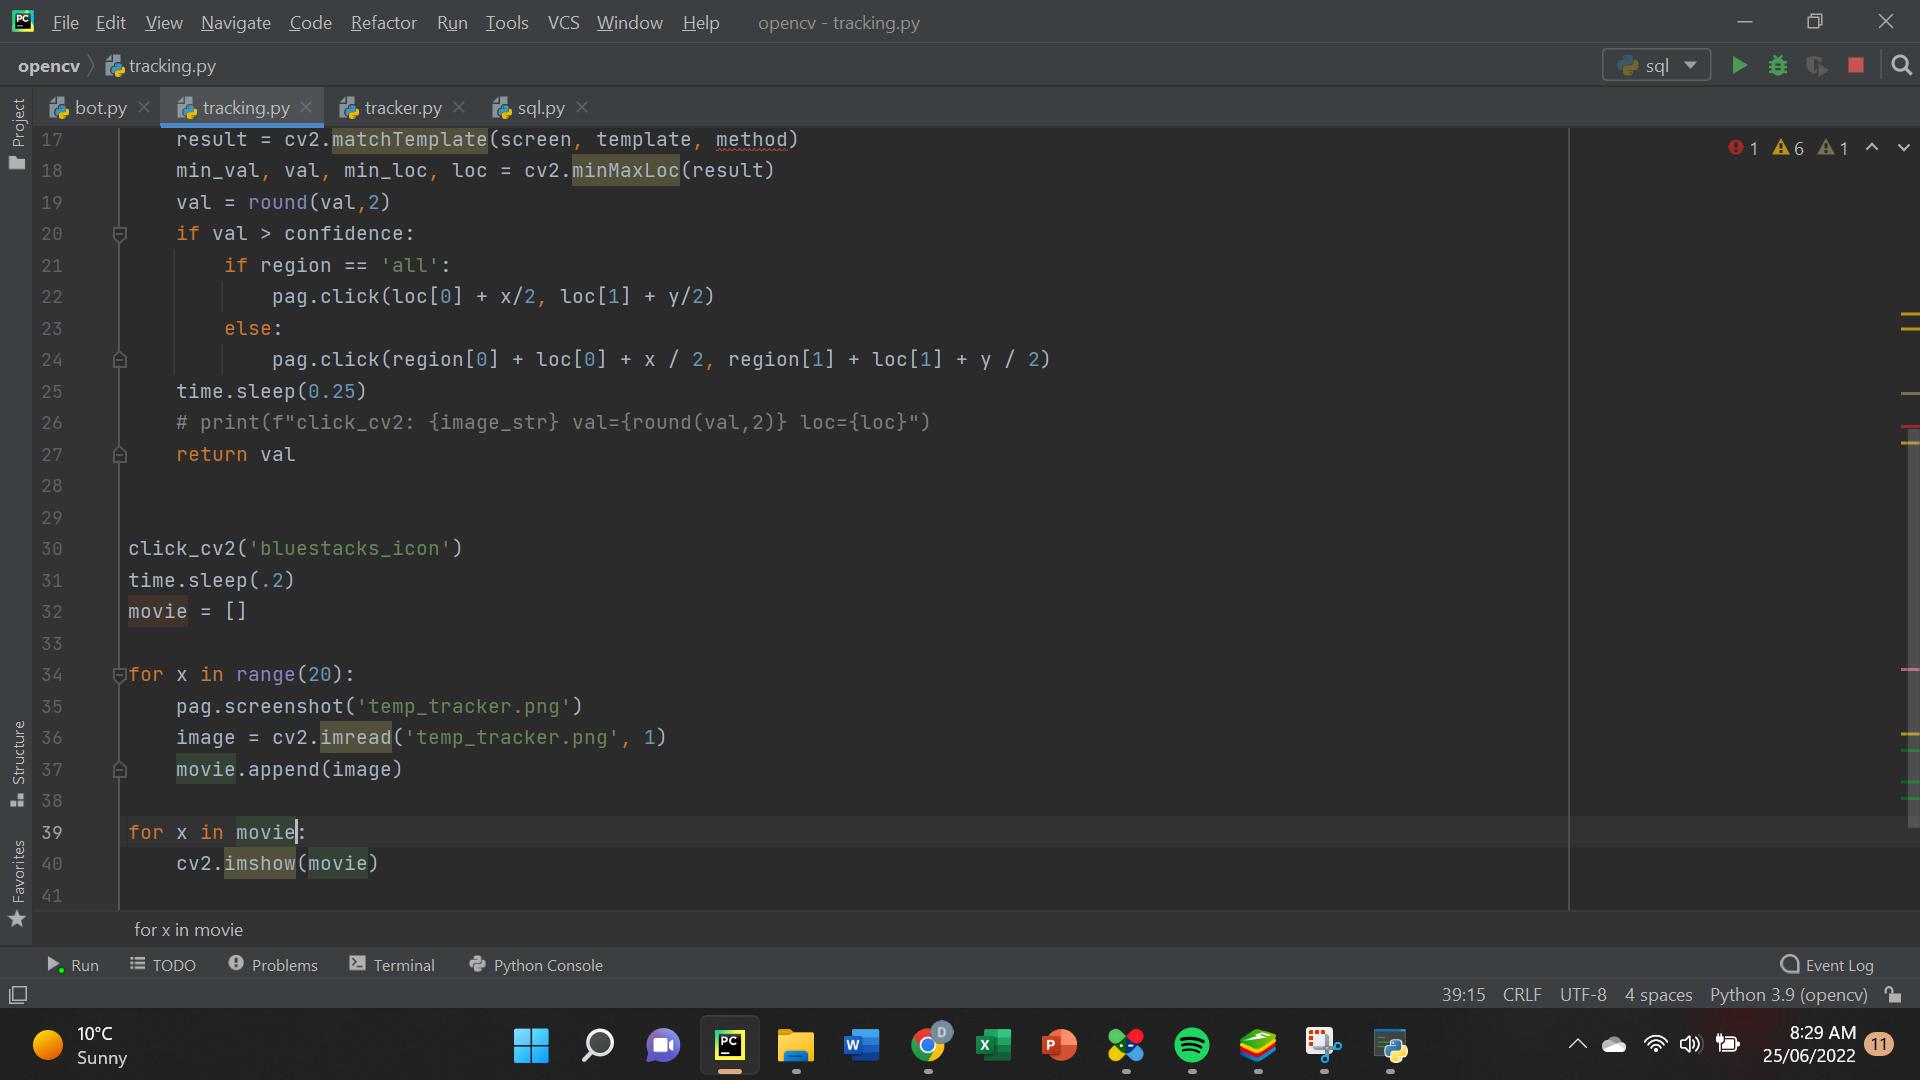 File Edit View Navigate Code Refactor Run Tools VCS Window Help opencv - tracking.py
opencv tracking.py sql
bot.py tracking.py tracker.py sql.py
Project
1 6 1
17 result = cv2.matchTemplate(screen, template, method)
18 min_val, val, min_loc, loc = cv2.minMaxLoc(result)
19 val = round(val,2)
20 if val > confidence:
21 if region == 'all':
22 pag.click(loc[0] + x/2, loc[1] + y/2)
23 else:
24 pag.click(region[0] + loc[0] + x / 2, region[1] + loc[1] + y / 2)
25 time.sleep(0.25)
26 # print(f"click_cv2: {image_str} val={round(val,2)} loc={loc}")
27 return val
28
29
30 click_cv2('bluestacks_icon')
31 time.sleep(.2)
32 movie = []
33
34 for x in range(20):
35 pag.screenshot('temp_tracker.png')
36 image = cv2.imread('temp_tracker.png', 1)
37 movie.append(image)
38
39 for x in movie:
40 cv2.imshow(movie)
41
Structure
Favorites
for x in movie
Run TODO Problems Terminal Python Console Event Log
39:15 CRLF UTF-8 4 spaces Python 3.9 (opencv)
10°C
Sunny
PC
W
D
X
P
8:29 AM
25/06/2022
11